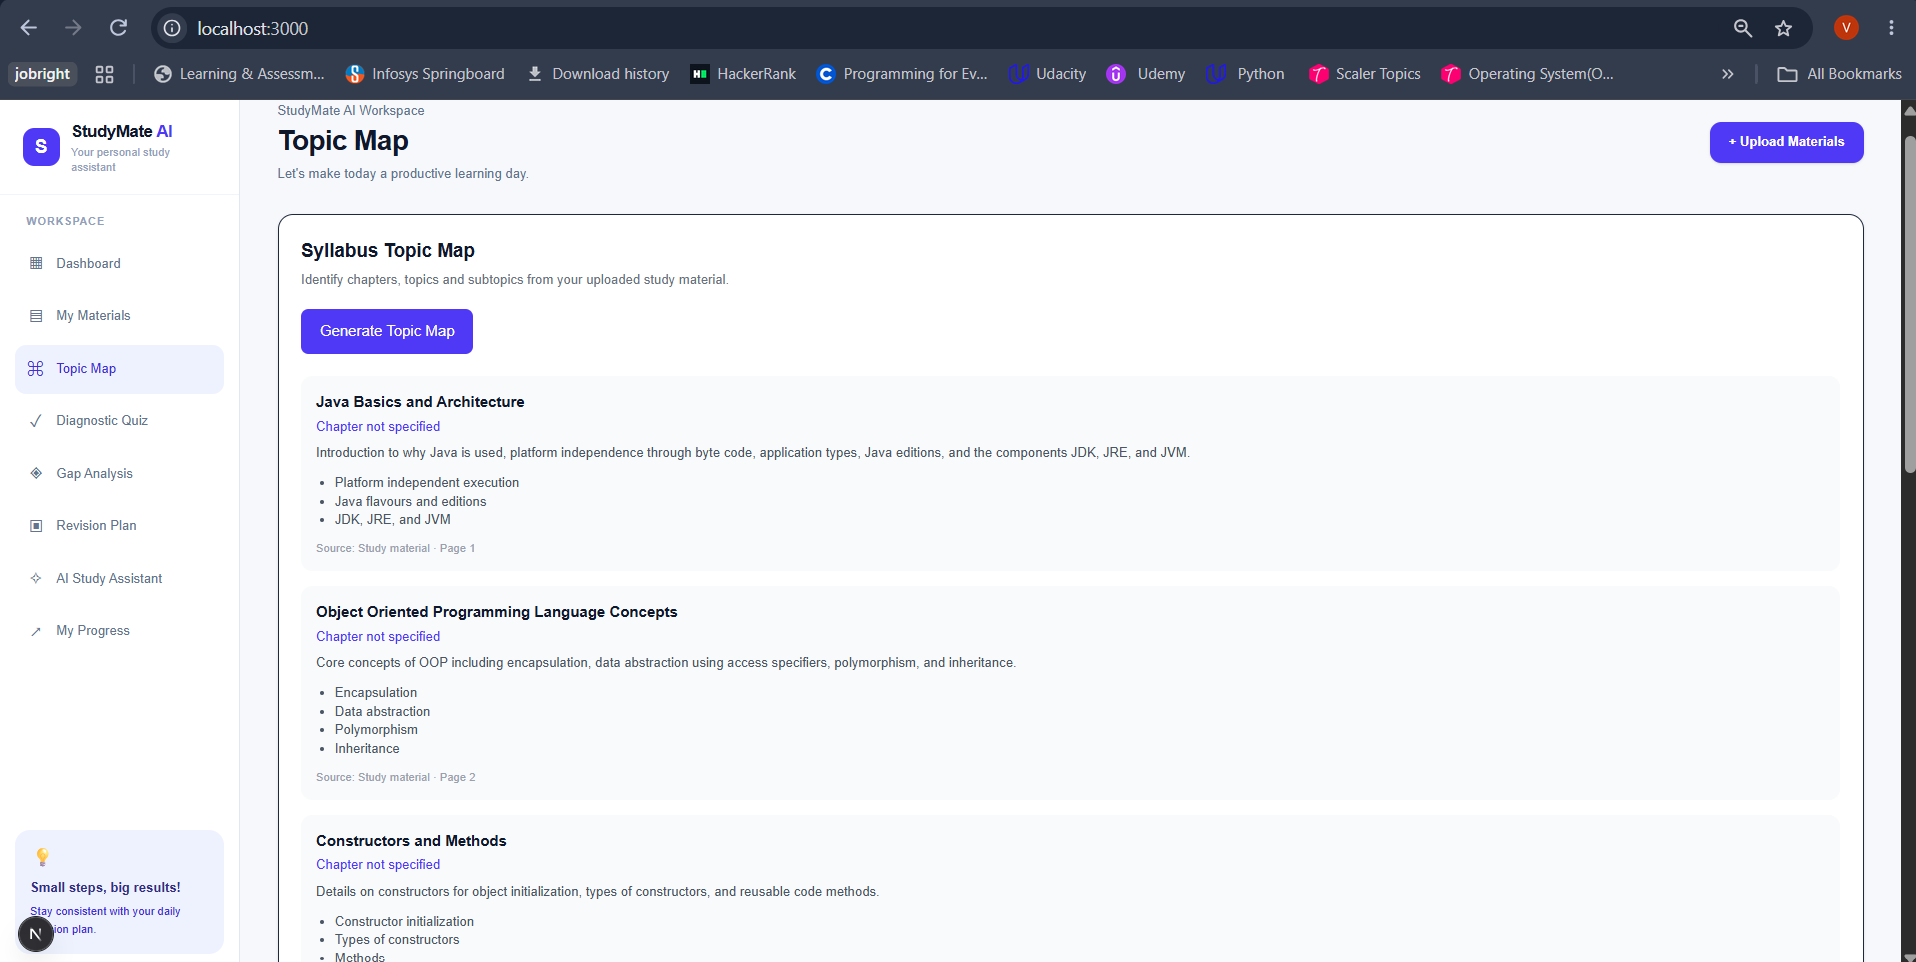 localhost:3000
V
jobright
Learning & Assessm...
Infosys Springboard
Download history
HackerRank
Programming for Ev...
Udacity
Udemy
Python
Scaler Topics
Operating System(O...
All Bookmarks
S
StudyMate AI
Your personal study
assistant
WORKSPACE
Dashboard
My Materials
Topic Map
Diagnostic Quiz
Gap Analysis
Revision Plan
AI Study Assistant
My Progress
Small steps, big results!
Stay consistent with your daily
ion plan.
N
StudyMate AI Workspace
Topic Map
Let's make today a productive learning day.
+ Upload Materials
Syllabus Topic Map
Identify chapters, topics and subtopics from your uploaded study material.
Generate Topic Map
Java Basics and Architecture
Chapter not specified
Introduction to why Java is used, platform independence through byte code, application types, Java editions, and the components JDK, JRE, and JVM.
• Platform independent execution
• Java flavours and editions
• JDK, JRE, and JVM
Source: Study material · Page 1
Object Oriented Programming Language Concepts
Chapter not specified
Core concepts of OOP including encapsulation, data abstraction using access specifiers, polymorphism, and inheritance.
• Encapsulation
• Data abstraction
• Polymorphism
• Inheritance
Source: Study material · Page 2
Constructors and Methods
Chapter not specified
Details on constructors for object initialization, types of constructors, and reusable code methods.
• Constructor initialization
• Types of constructors
• Methods